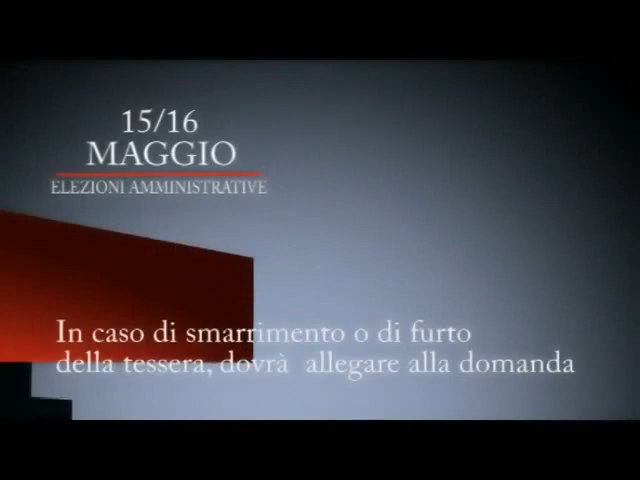 15/16
MAGGIO
ELEZIONI AMMINISTRATIVE
In caso di smarrimento o di furto
della tessera, dovrà allegare alla domanda